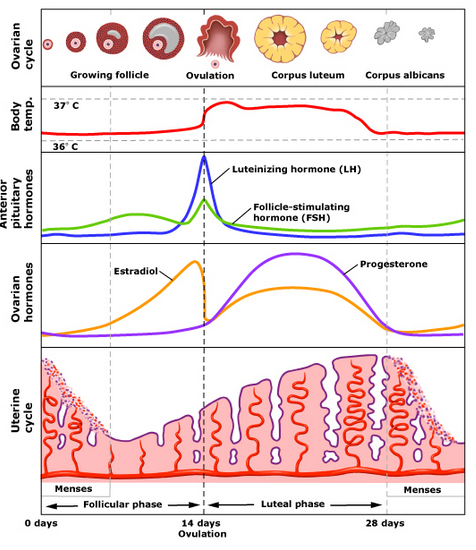 Ovarian
cycle
Growing follicle
Ovulation
Corpus luteum
Corpus albicans
Body
temp.
37° C
36° C
Anterior
pituitary
hormones
Luteinizing hormone (LH)
Follicle-stimulating
hormone (FSH)
Ovarian
hormones
Estradiol
Progesterone
Uterine
cycle
Menses
Menses
Follicular phase
Luteal phase
0 days
14 days
28 days
Ovulation